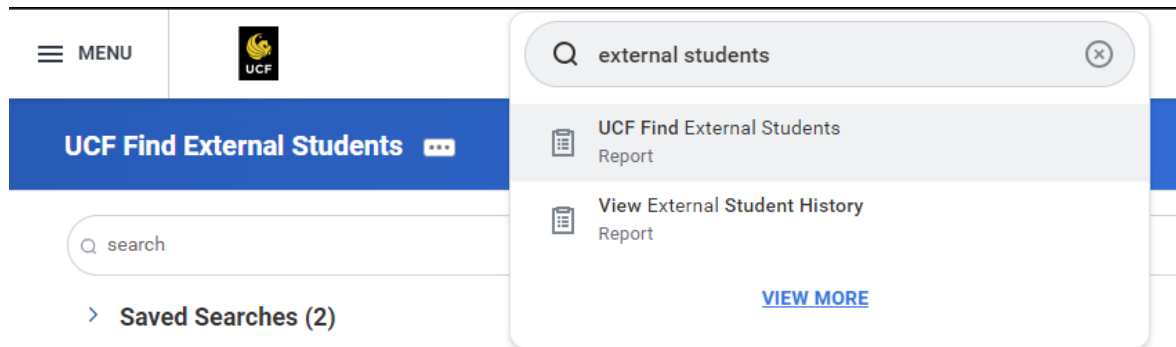 MENU
UCF
external students
UCF Find External Students
UCF Find External Students
Report
View External Student History
Report
search
VIEW MORE
Saved Searches (2)